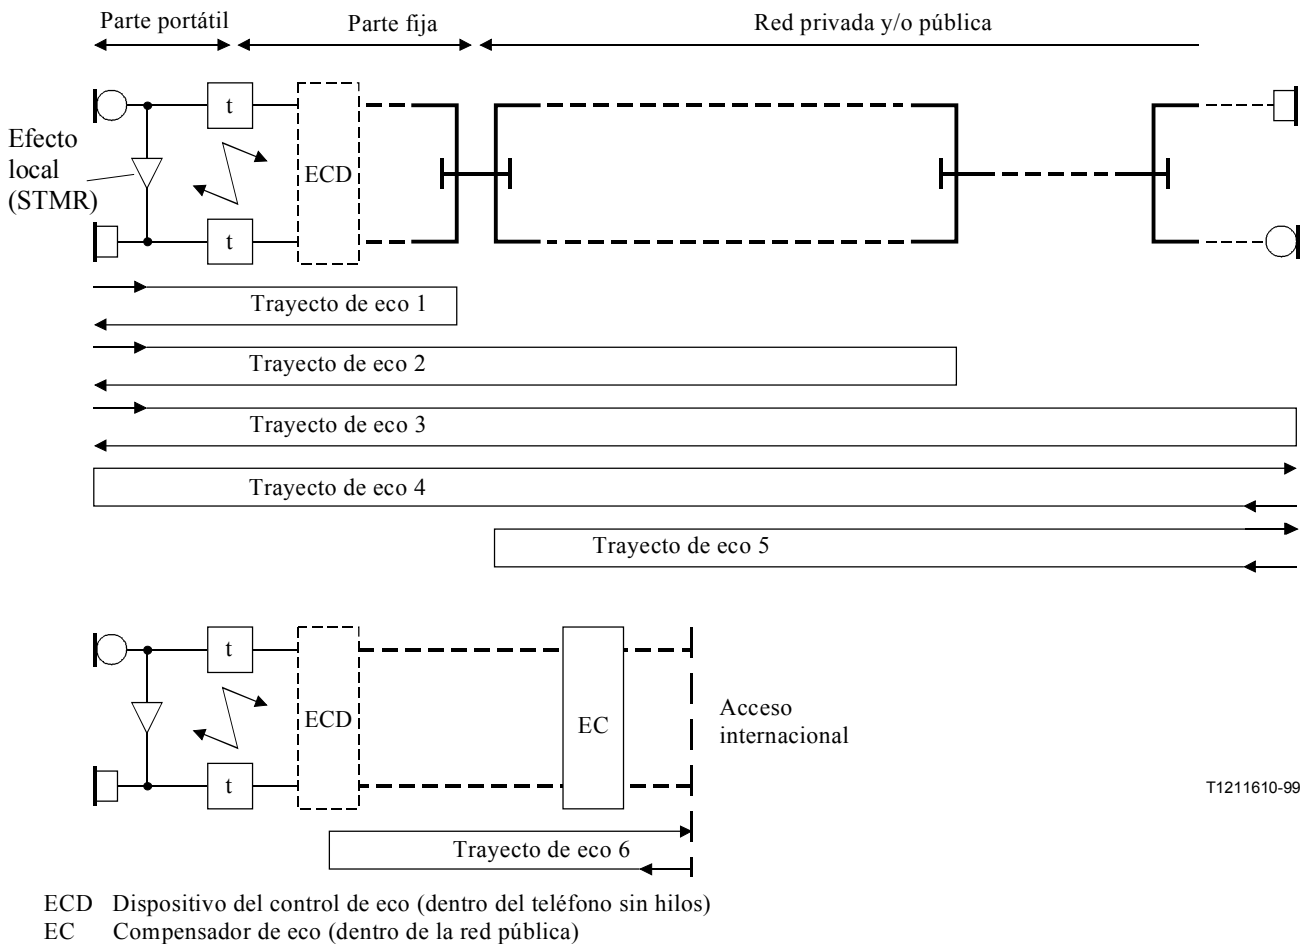 Parte portátil
Parte fija
Red privada y/o pública
t
ECD
Efecto
local
(STMR)
t
Trayecto de eco 1
Trayecto de eco 2
Trayecto de eco 3
Trayecto de eco 4
Trayecto de eco 5
t
ECD
EC
Acceso
internacional
t
T1211610-99
Trayecto de eco 6
ECD Dispositivo del control de eco (dentro del teléfono sin hilos)
EC Compensador de eco (dentro de la red pública)